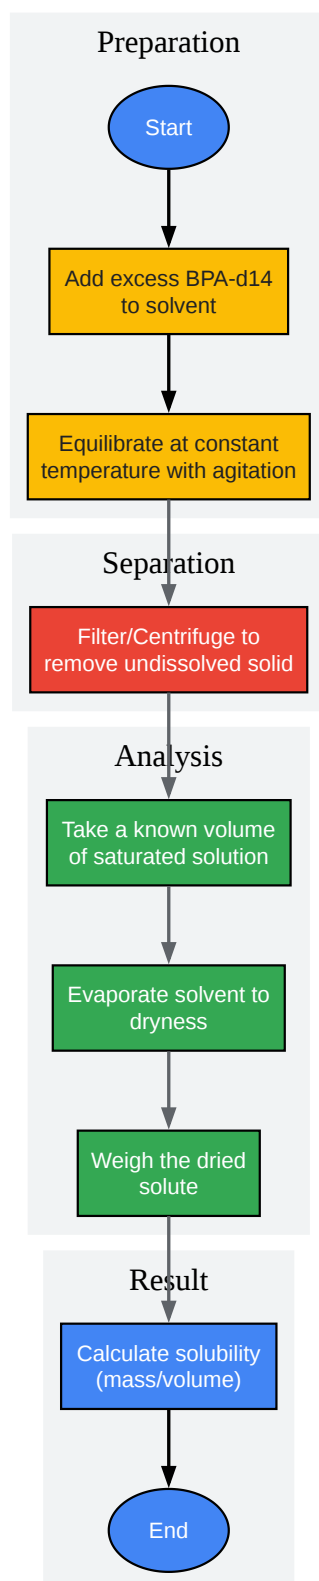 Preparation
Start
Add excess BPA-d14
to solvent
Equilibrate at constant
temperature with agitation
Separation
Filter/Centrifuge to
remove undissolved solid
Analysis
Take a known volume
of saturated solution
Evaporate solvent to
dryness
Weigh the dried
solute
Result
Calculate solubility
(mass/volume)
End